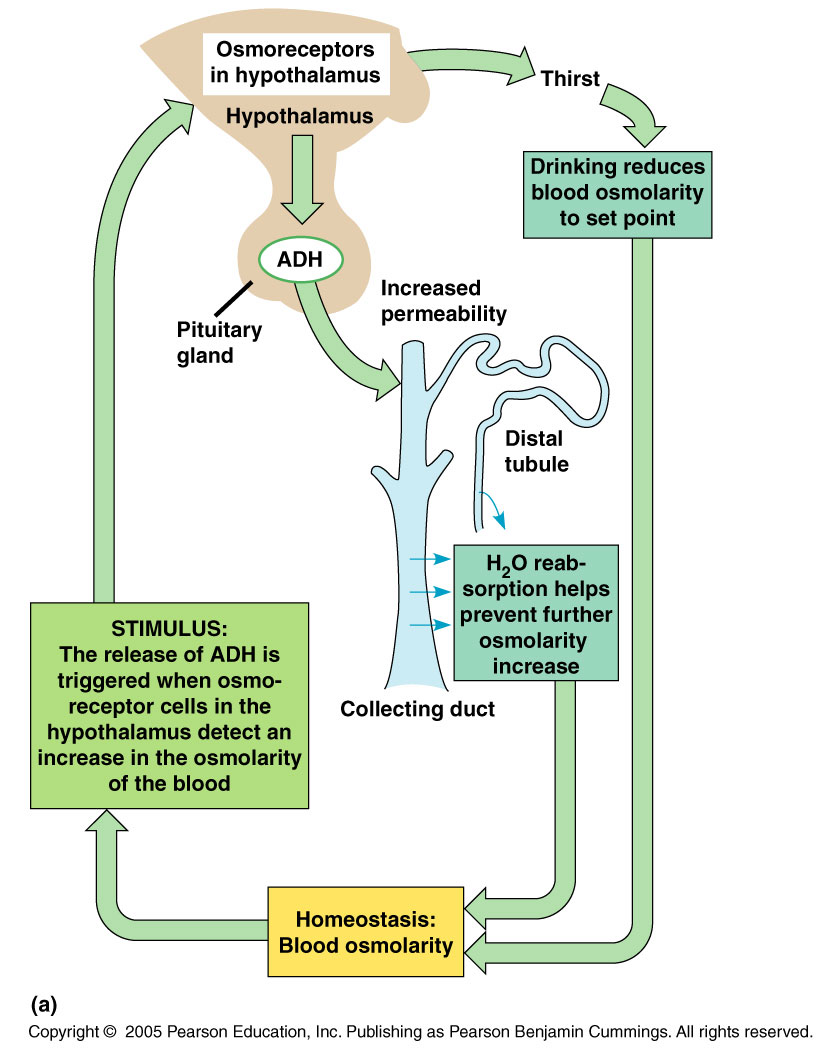 Osmoreceptors
in hypothalamus
Hypothalamus
Thirst
Drinking reduces
blood osmolarity
to set point
ADH
Pituitary
gland
Increased
permeability
Distal
tubule
H₂O reab-
sorption helps
prevent further
osmolarity
increase
Collecting duct
STIMULUS:
The release of ADH is
triggered when osmo-
receptor cells in the
hypothalamus detect an
increase in the osmolarity
of the blood
Homeostasis:
Blood osmolarity
(a)
Copyright © 2005 Pearson Education, Inc. Publishing as Pearson Benjamin Cummings. All rights reserved.